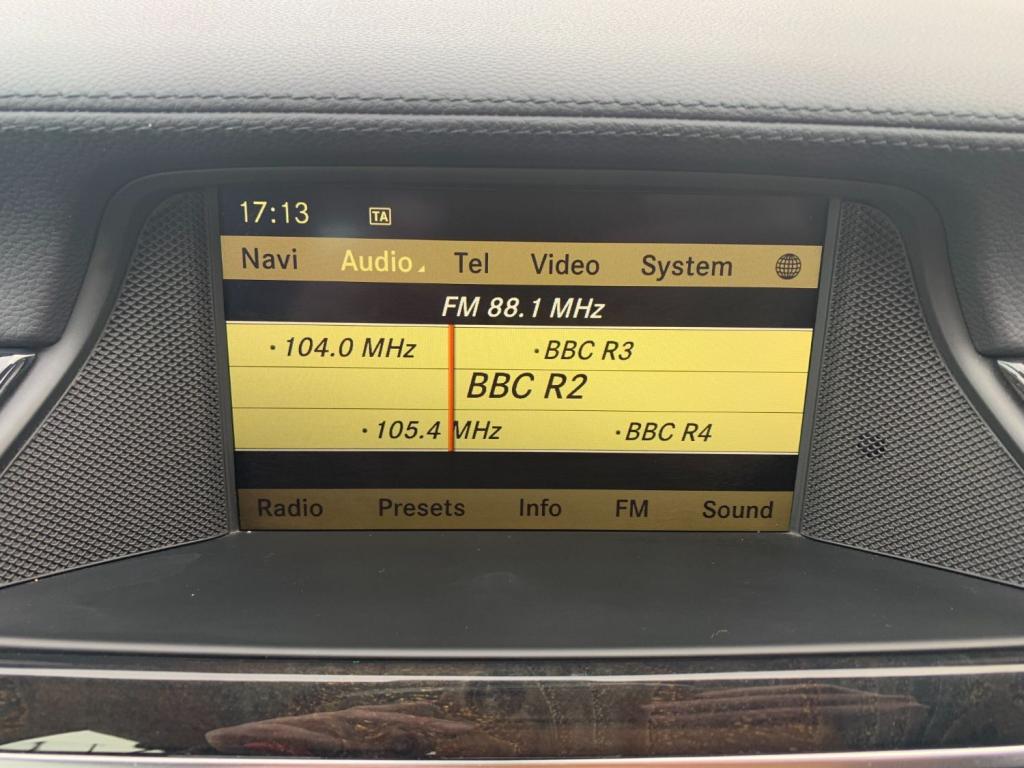 17:13 TA
Navi Audio Tel Video System
FM 88.1 MHz
·104.0 MHz ·BBC R3
BBC R2
·105.4 MHz ·BBC R4
Radio Presets Info FM Sound